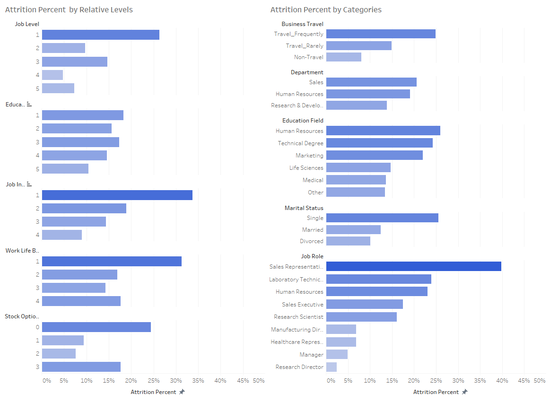 Attrition Percent by Relative Levels
Job Level
1
2
3
4
5
Educa..
1
2
3
4
5
Job In..
1
2
3
4
Work Life B..
1
2
3
4
Stock Optio..
0
1
2
3
0% 5% 10% 15% 20% 25% 30% 35% 40% 45% 50%
Attrition Percent
Attrition Percent by Categories
Business Travel
Travel_Frequently
Travel_Rarely
Non-Travel
Department
Sales
Human Resources
Research & Develo..
Education Field
Human Resources
Technical Degree
Marketing
Life Sciences
Medical
Other
Marital Status
Single
Married
Divorced
Job Role
Sales Representati..
Laboratory Technic..
Human Resources
Sales Executive
Research Scientist
Manufacturing Dir..
Healthcare Repres..
Manager
Research Director
0% 5% 10% 15% 20% 25% 30% 35% 40% 45% 50%
Attrition Percent